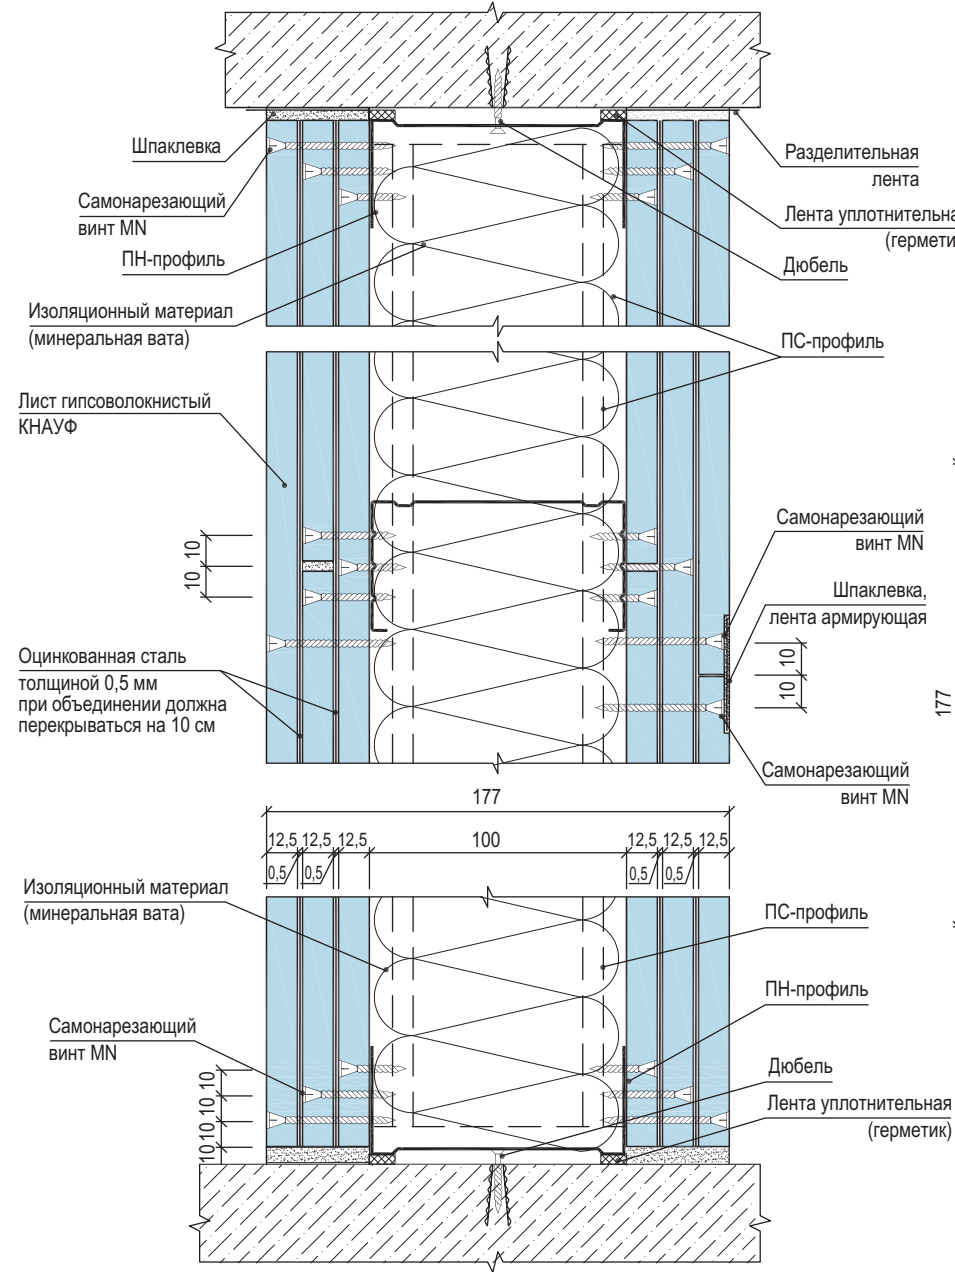 Шпаклевка
Самонарезающий
винт MN
ПН-профиль
Изоляционный материал
(минеральная вата)
Разделительная
лента
Лента уплотнительна
(гермети
Дюбель
ПС-профиль
Лист гипсоволокнистый
КНАУФ
10
10
Оцинкованная сталь
толщиной 0,5 мм
при объединении должна
перекрываться на 10 см
Самонарезающий
винт MN
Шпаклевка,
лента армирующая
10
10
177
Самонарезающий
винт MN
177
12,5 12,5 12,5 100 12,5 12,5 12,5
0,5 0,5 0,5 0,5
Изоляционный материал
(минеральная вата)
ПС-профиль
ПН-профиль
Самонарезающий
винт MN
10
10
10
10
Дюбель
Лента уплотнительная
(герметик)